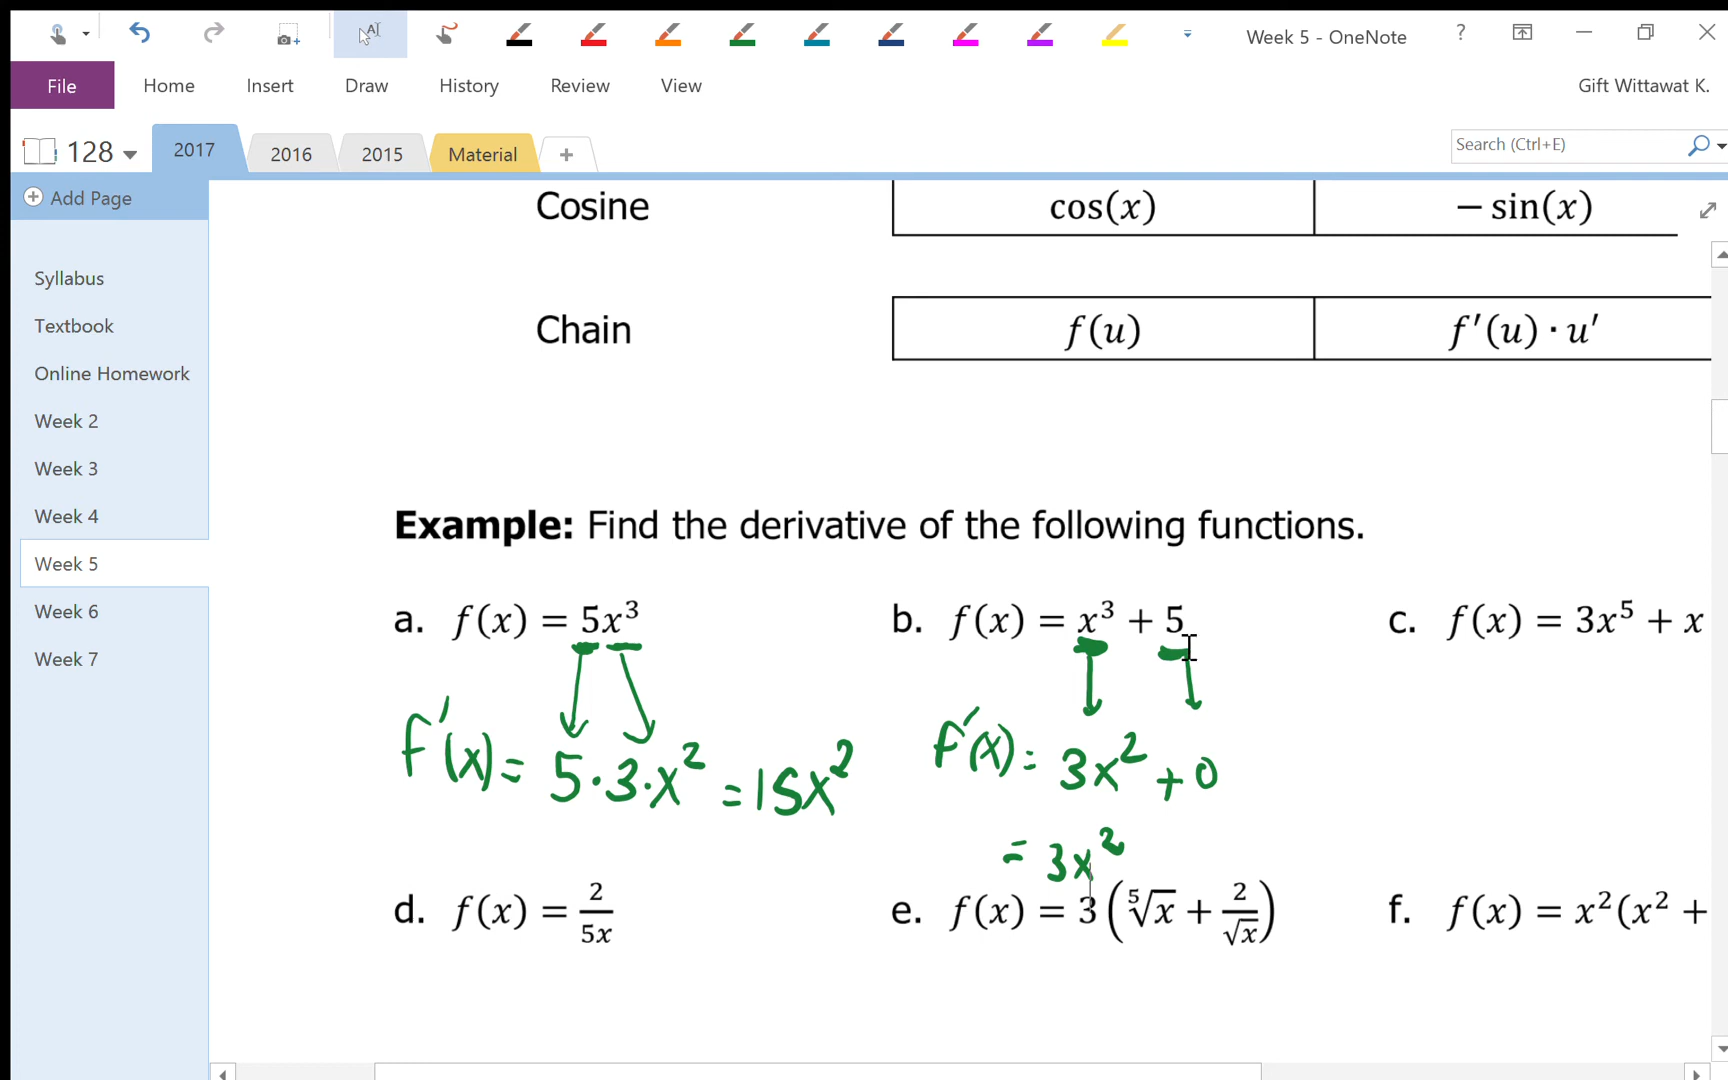 Week 5 - OneNote
?
File Home Insert Draw History Review View
Gift Wittawat K.
128 2017 2016 2015 Material +
Search (Ctrl+E)
Add Page
Syllabus
Textbook
Online Homework
Week 2
Week 3
Week 4
Week 5
Week 6
Week 7
Cosine cos(x) − sin(x)
Chain f(u) f′(u) · u′
Example: Find the derivative of the following functions.
a. f(x) = 5x³ b. f(x) = x³ + 5 c. f(x) = 3x⁵ + x
f′(x) = 5·3·x² = 15x² f′(x) = 3x² + 0
= 3x²
d. f(x) = 2/(5x) e. f(x) = 3(⁵√x + 2/√x) f. f(x) = x²(x² +